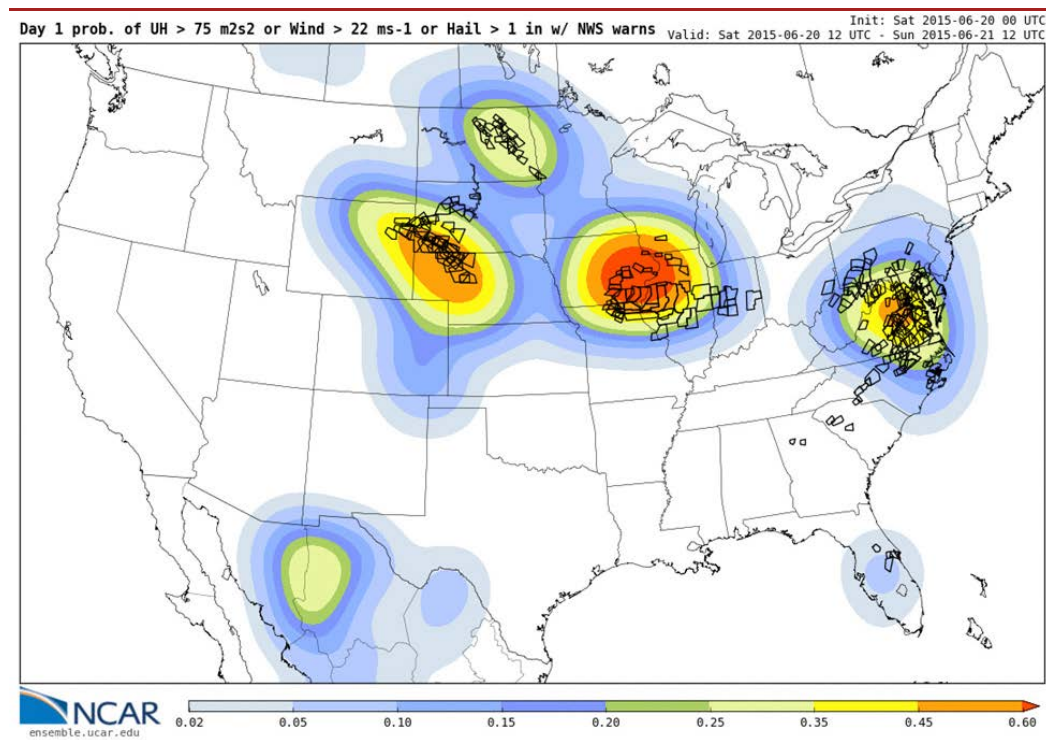 Day 1 prob. of UH > 75 m2s2 or Wind > 22 ms-1 or Hail > 1 in w/ NWS warns
Init: Sat 2015-06-20 00 UTC
Valid: Sat 2015-06-20 12 UTC - Sun 2015-06-21 12 UTC
NCAR
ensemble.ucar.edu
0.02 0.05 0.10 0.15 0.20 0.25 0.35 0.45 0.60